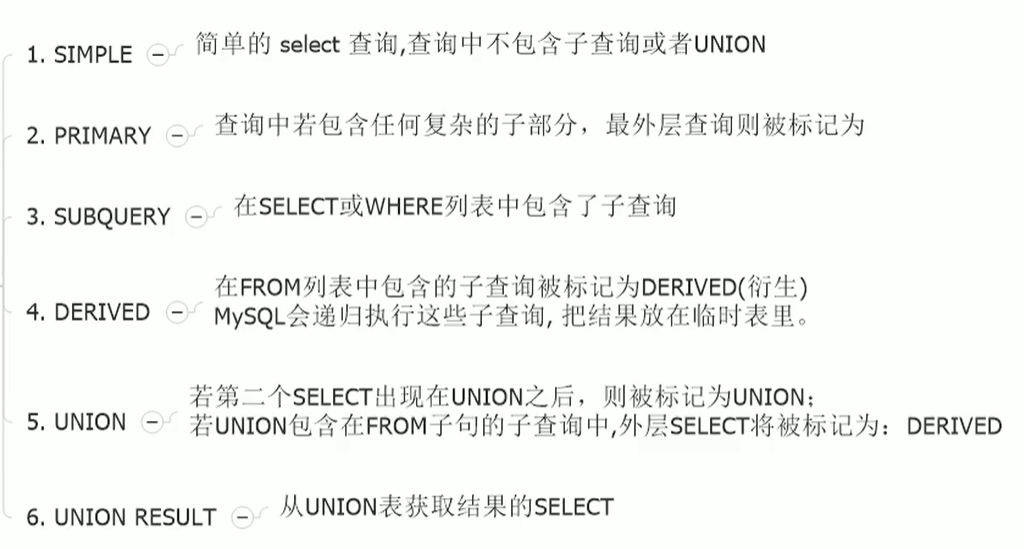 1. SIMPLE
简单的 select 查询,查询中不包含子查询或者UNION
2. PRIMARY
查询中若包含任何复杂的子部分，最外层查询则被标记为
3. SUBQUERY
在SELECT或WHERE列表中包含了子查询
4. DERIVED
在FROM列表中包含的子查询被标记为DERIVED(衍生)
MySQL会递归执行这些子查询, 把结果放在临时表里。
5. UNION
若第二个SELECT出现在UNION之后，则被标记为UNION；
若UNION包含在FROM子句的子查询中,外层SELECT将被标记为：DERIVED
6. UNION RESULT
从UNION表获取结果的SELECT